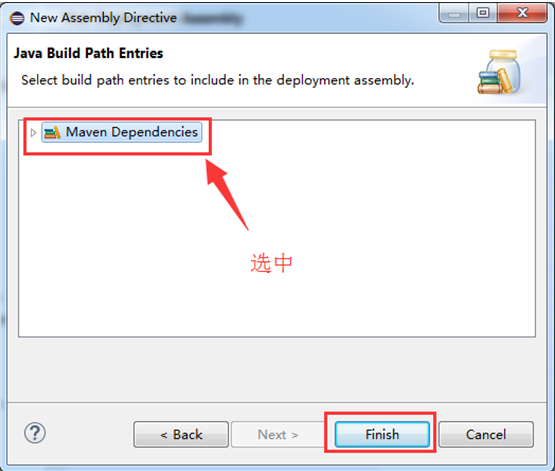 New Assembly Directive Assembly
Java Build Path Entries
Select build path entries to include in the deployment assembly.
Maven Dependencies
选中
?
< Back
Next >
Finish
Cancel